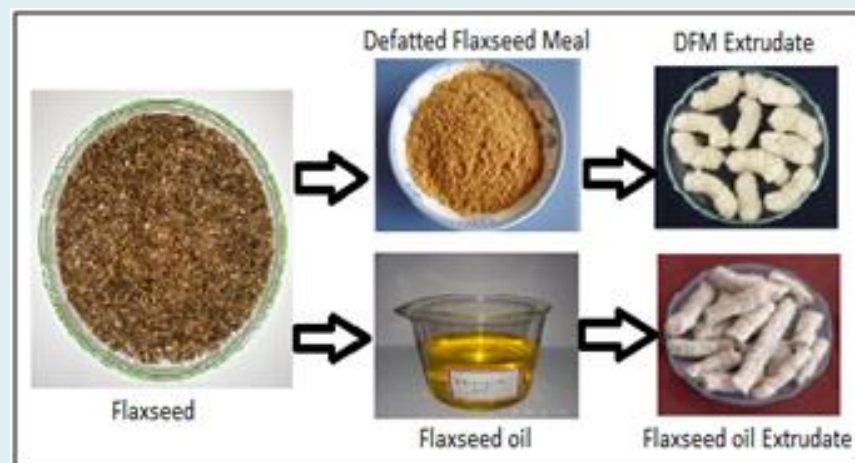 Defatted Flaxseed Meal
DFM Extrudate
Flaxseed
Flaxseed oil
Flaxseed oil Extrudate